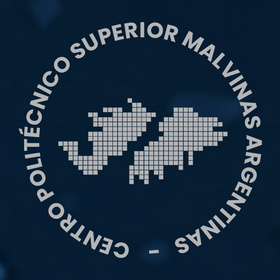 CENTRO POLITÉCNICO SUPERIOR MALVINAS ARGENTINAS -